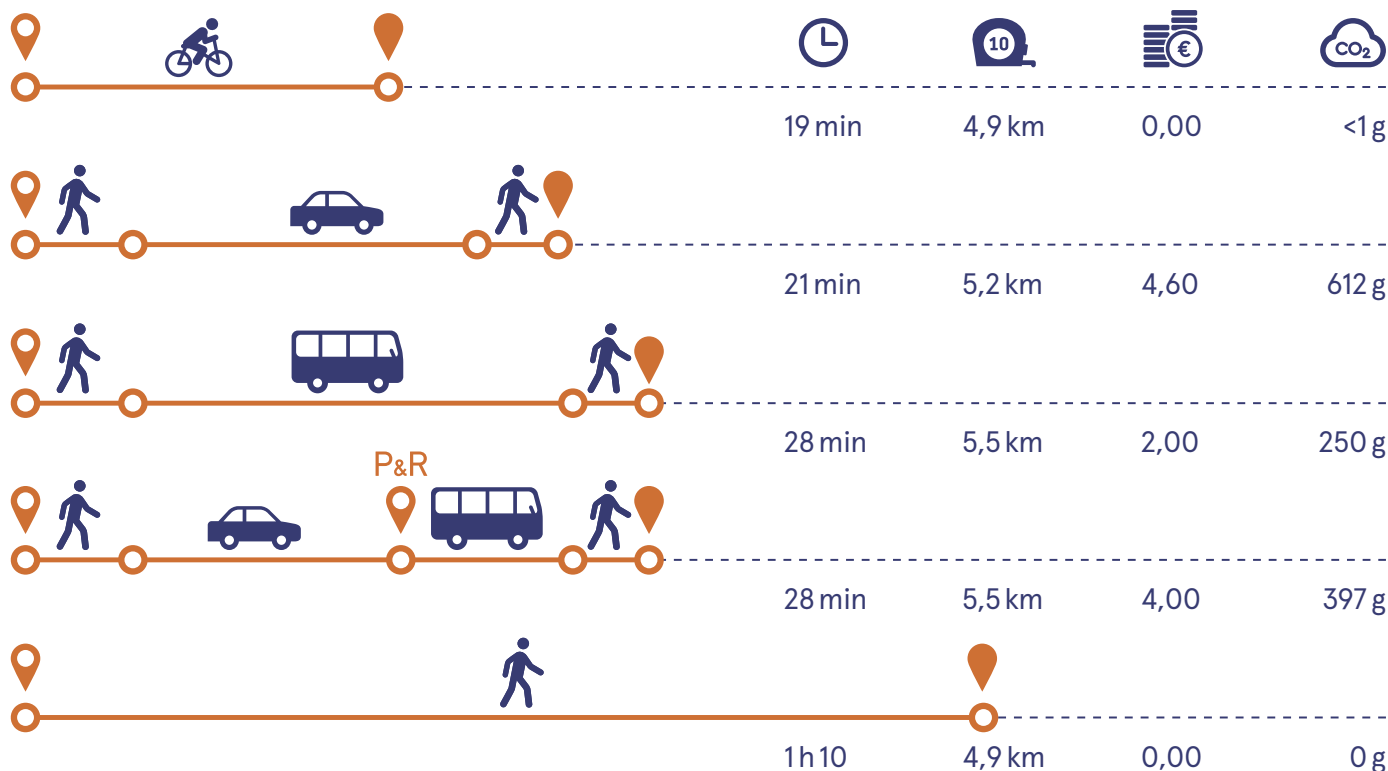 10 € CO₂
19 min 4,9 km 0,00 <1 g
21 min 5,2 km 4,60 612 g
28 min 5,5 km 2,00 250 g
P&R
28 min 5,5 km 4,00 397 g
1 h 10 4,9 km 0,00 0 g